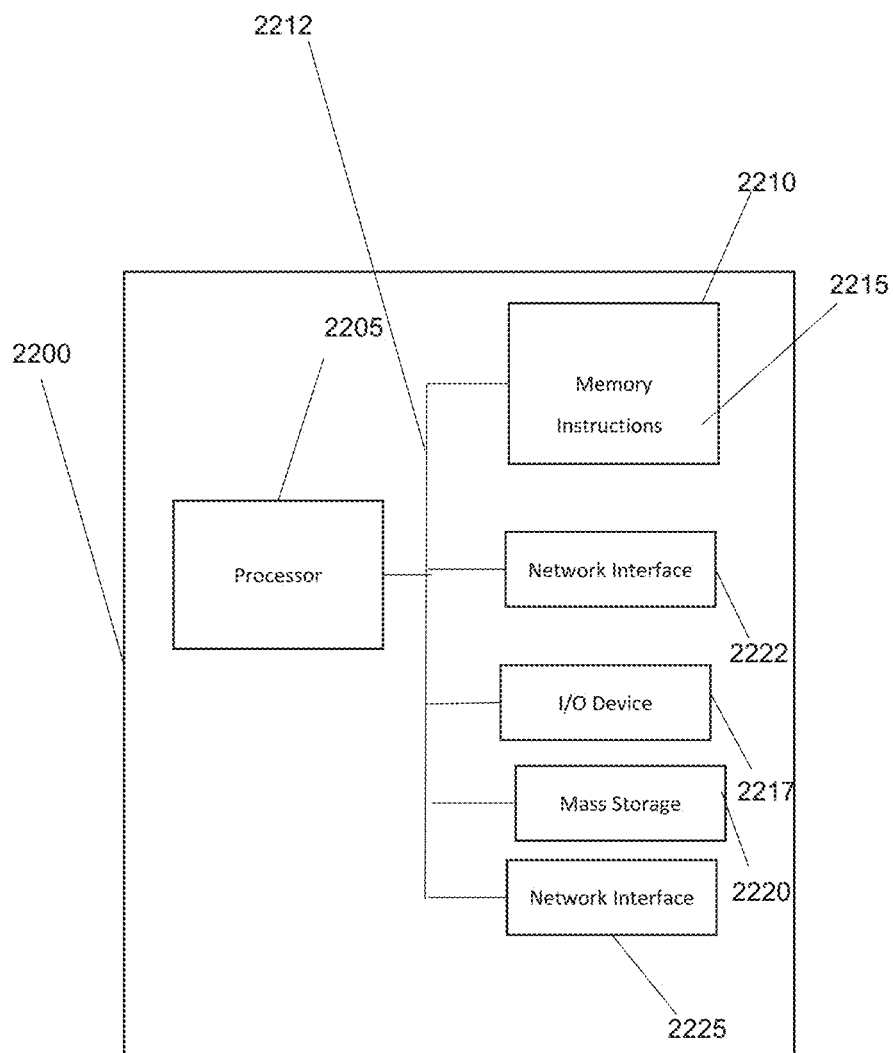 2212
2210
2215
2205
2200
Memory
Instructions
Processor
Network Interface
2222
I/O Device
2217
Mass Storage
2220
Network Interface
2225